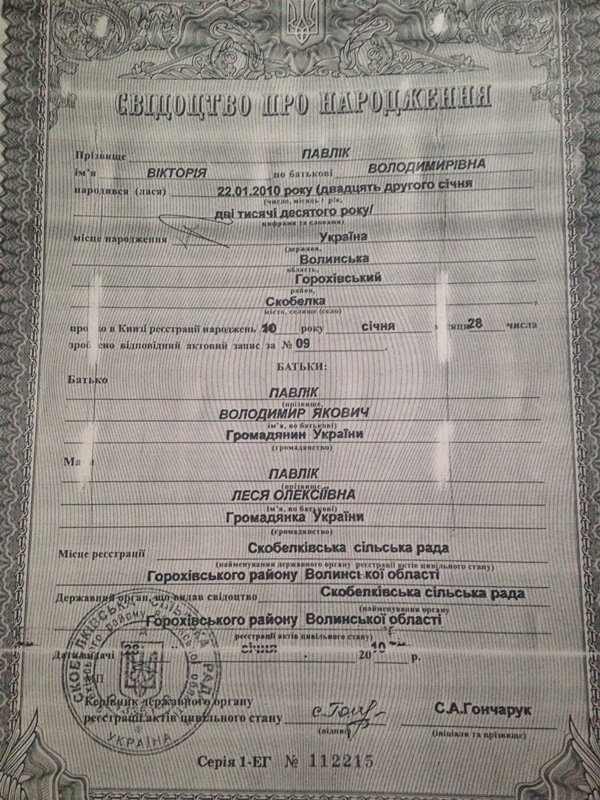 СВІДОЦТВО ПРО НАРОДЖЕННЯ
Прізвище ПАВЛІК
ім'я ВІКТОРІЯ по батькові ВОЛОДИМИРІВНА
народився (лася) 22.01.2010 року (двадцять другого січня
(число, місяць і рік,
дві тисячі десятого року/
цифрами та словами)
місце народження Україна
(держава,
Волинська
область,
Горохівський
район,
Скобелка ,
місто, селище (село)
про що в Книзі реєстрації народжень 10 року січня місяця 28 числа
зроблено відповідний актовий запис за № 09
БАТЬКИ:
Батько
ПАВЛІК
(прізвище,
ВОЛОДИМИР ЯКОВИЧ
ім'я, по батькові)
Громадянин України
(громадянство)
Мати
ПАВЛІК
(прізвище,
ЛЕСЯ ОЛЕКСІЇВНА
ім'я, по батькові)
Громадянка України
(громадянство)
Місце реєстрації Скобелківська сільська рада
(найменування державного органу реєстрації актів цивільного стану)
Горохівського району Волинської області
Державний орган, що видав свідоцтво Скобелківська сільська рада
(найменування органу
Горохівського району Волинської області
реєстрації актів цивільного стану)
Дата видачі 28 січня 2010 р.
МП
Керівник державного органу
реєстрації актів цивільного стану С.А.Гончарук
(підпис) (ініціали та прізвище)
СКОБЕЛКІВСЬКА СІЛЬСЬКА РАДА
УКРАЇНА
Серія 1-ЕГ № 112215